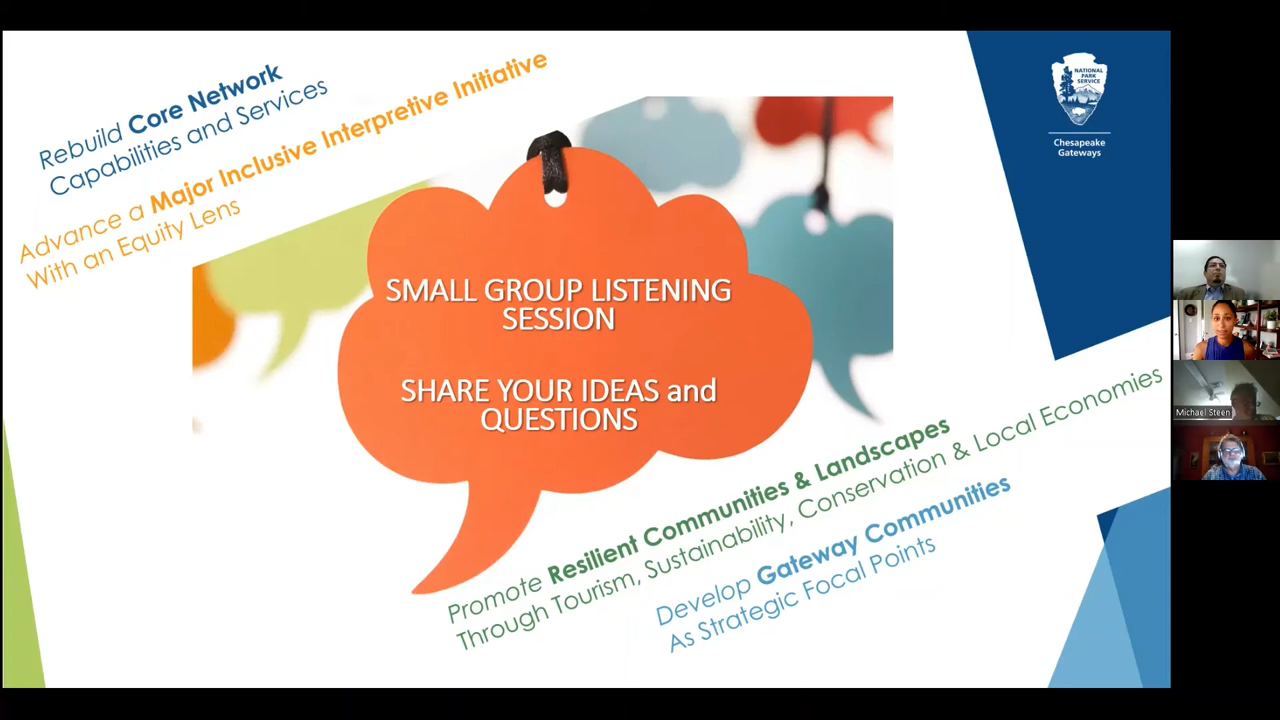 Rebuild Core Network
Capabilities and Services
Advance a Major Inclusive Interpretive Initiative
With an Equity Lens
NATIONAL
PARK
SERVICE
Chesapeake
Gateways
SMALL GROUP LISTENING
SESSION
SHARE YOUR IDEAS and
QUESTIONS
Promote Resilient Communities & Landscapes
Through Tourism, Sustainability, Conservation & Local Economies
Develop Gateway Communities
As Strategic Focal Points
Michael Steen